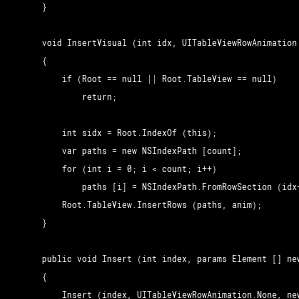 }
void InsertVisual (int idx, UITableViewRowAnimation
{
if (Root == null || Root.TableView == null)
return;
int sidx = Root.IndexOf (this);
var paths = new NSIndexPath [count];
for (int i = 0; i < count; i++)
paths [i] = NSIndexPath.FromRowSection (idx+
Root.TableView.InsertRows (paths, anim);
}
public void Insert (int index, params Element [] new
{
Insert (index, UITableViewRowAnimation.None, new